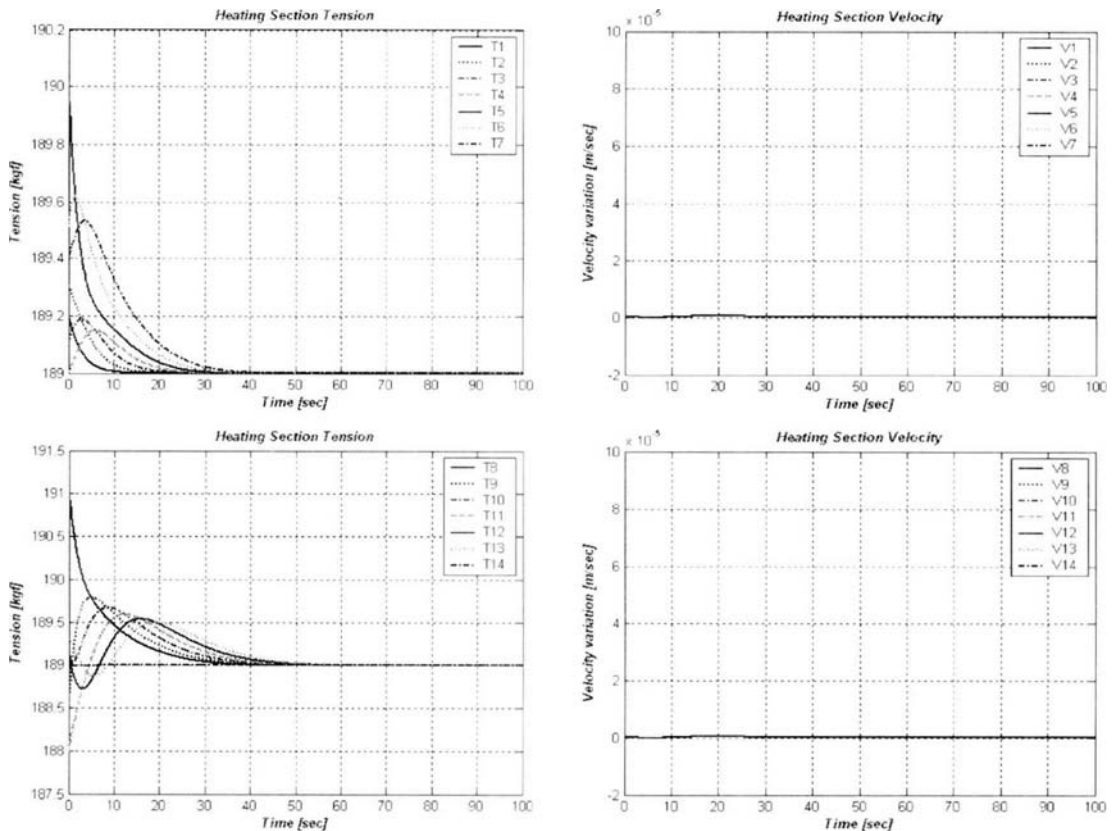 Heating Section Tension
190.2
190
189.8
189.6
189.4
189.2
189
Tension [kgf]
T1
T2
T3
T4
T5
T6
T7
0 10 20 30 40 50 60 70 80 90 100
Time [sec]
Heating Section Velocity
10 x 10-5
8
6
4
2
0
-2
Velocity variation [m/sec]
V1
V2
V3
V4
V5
V6
V7
0 10 20 30 40 50 60 70 80 90 100
Time [sec]
Heating Section Tension
191.5
191
190.5
190
189.5
189
188.5
188
187.5
Tension [kgf]
T8
T9
T10
T11
T12
T13
T14
0 10 20 30 40 50 60 70 80 90 100
Time [sec]
Heating Section Velocity
10 x 10-5
8
6
4
2
0
-2
Velocity variation [m/sec]
V8
V9
V10
V11
V12
V13
V14
0 10 20 30 40 50 60 70 80 90 100
Time [sec]